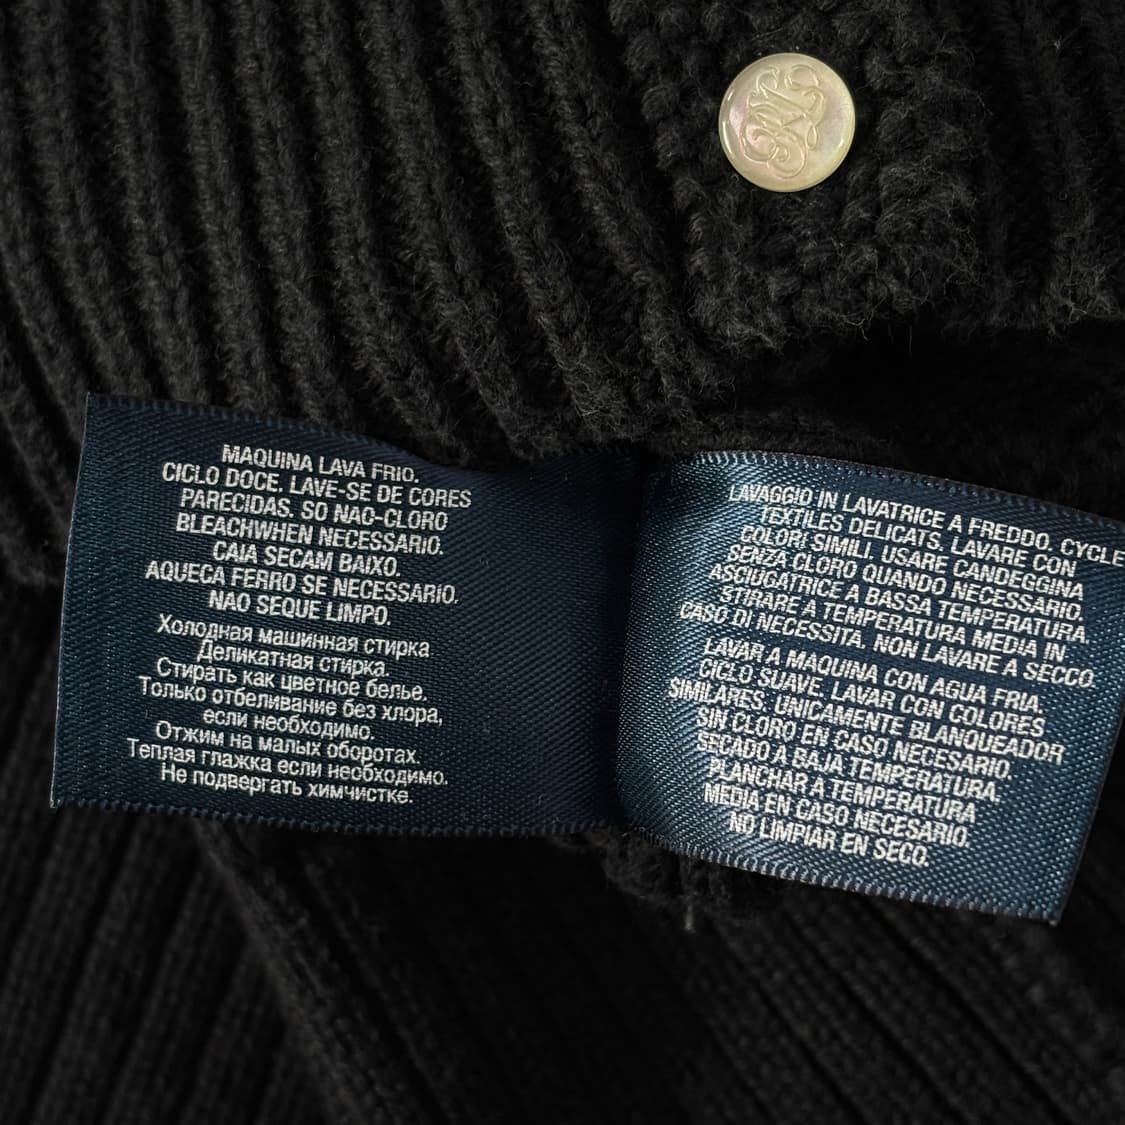 MAQUINA LAVA FRIO.
CICLO DOCE. LAVE-SE DE CORES
PARECIDAS. SO NAO-CLORO
BLEACHWHEN NECESSARIO.
CAIA SECAM BAIXO.
AQUECA FERRO SE NECESSARIO.
NAO SEQUE LIMPO.
Холодная машинная стирка
Деликатная стирка.
Стирать как цветное белье.
Только отбеливание без хлора,
если необходимо.
Отжим на малых оборотах.
Теплая глажка если необходимо.
Не подвергать химчистке.
LAVAGGIO IN LAVATRICE A FREDDO. CYCLE
TEXTILES DELICATS. LAVARE CON
COLORI SIMILI. USARE CANDEGGINA
SENZA CLORO QUANDO NECESSARIO.
ASCIUGATRICE A BASSA TEMPERATURA.
STIRARE A TEMPERATURA MEDIA IN
CASO DI NECESSITA. NON LAVARE A SECCO.
LAVAR A MAQUINA CON AGUA FRIA.
CICLO SUAVE. LAVAR CON COLORES
SIMILARES. UNICAMENTE BLANQUEADOR
SIN CLORO EN CASO NECESARIO.
SECADO A BAJA TEMPERATURA.
PLANCHAR A TEMPERATURA
MEDIA EN CASO NECESARIO.
NO LIMPIAR EN SECO.